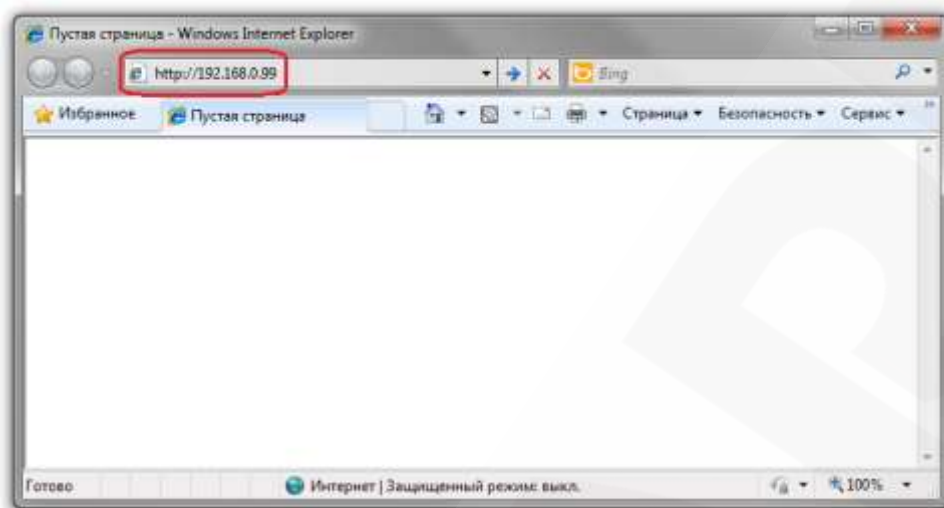 Пустая страница - Windows Internet Explorer
http://192.168.0.99
Bing
Избранное
Пустая страница
Страница
Безопасность
Сервис
Готово
Интернет | Защищенный режим: выкл.
100%